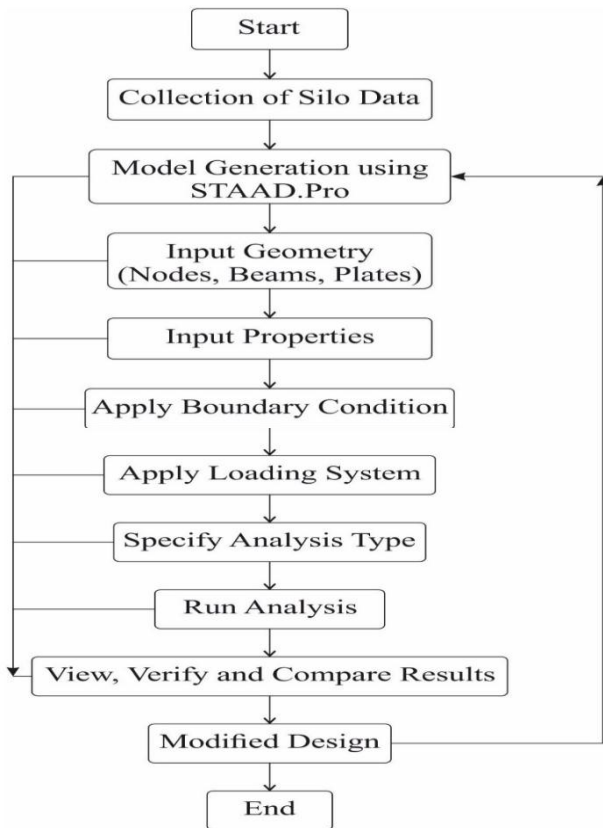 Start
Collection of Silo Data
Model Generation using
STAAD.Pro
Input Geometry
(Nodes, Beams, Plates)
Input Properties
Apply Boundary Condition
Apply Loading System
Specify Analysis Type
Run Analysis
View, Verify and Compare Results
Modified Design
End